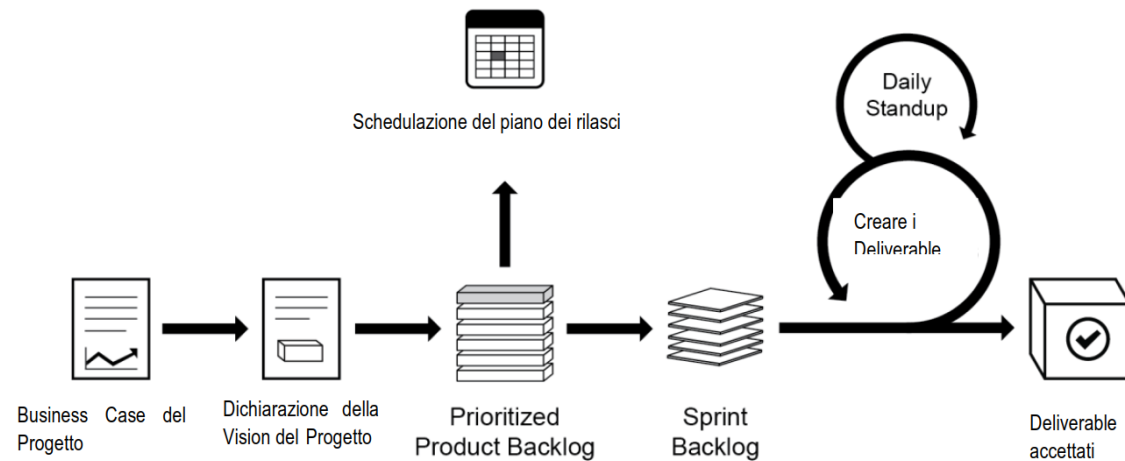 Schedulazione del piano dei rilasci
Daily
Standup
Creare i
Deliverable
Business Case del
Progetto
Dichiarazione della
Vision del Progetto
Prioritized
Product Backlog
Sprint
Backlog
Deliverable
accettati